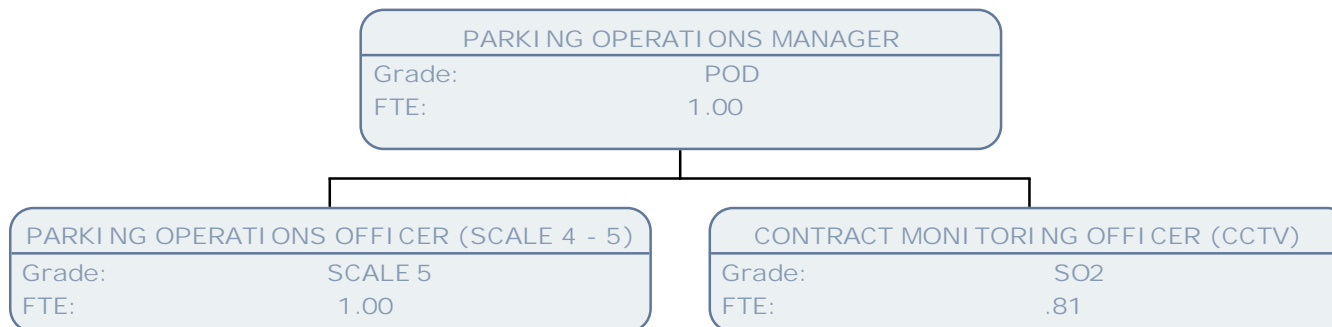 PARKING OPERATIONS MANAGER
Grade: POD
FTE: 1.00
PARKING OPERATIONS OFFICER (SCALE 4 - 5)
Grade: SCALE 5
FTE: 1.00
CONTRACT MONITORING OFFICER (CCTV)
Grade: SO2
FTE: .81